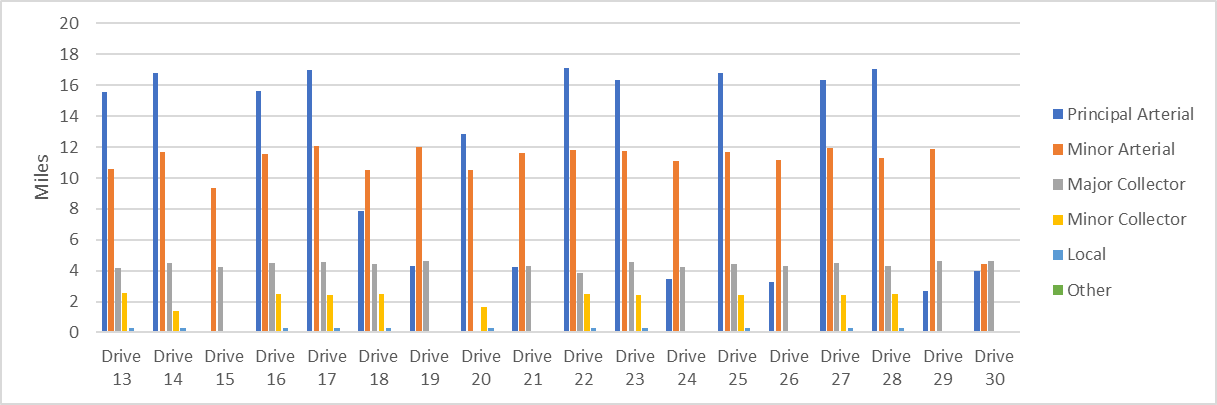 20
18
16
14
12
10
8
6
4
2
0
Miles
Drive 13
Drive 14
Drive 15
Drive 16
Drive 17
Drive 18
Drive 19
Drive 20
Drive 21
Drive 22
Drive 23
Drive 24
Drive 25
Drive 26
Drive 27
Drive 28
Drive 29
Drive 30
Principal Arterial
Minor Arterial
Major Collector
Minor Collector
Local
Other